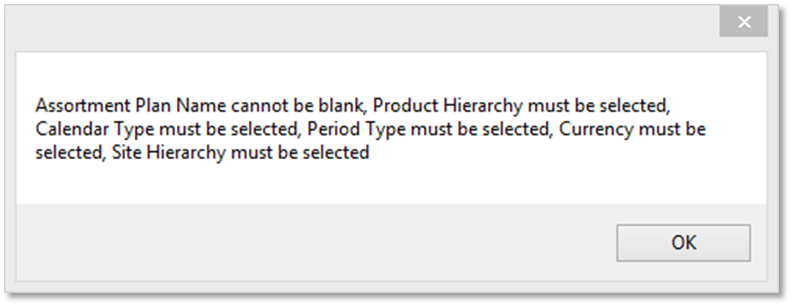 Assortment Plan Name cannot be blank, Product Hierarchy must be selected,
Calendar Type must be selected, Period Type must be selected, Currency must be
selected, Site Hierarchy must be selected
OK